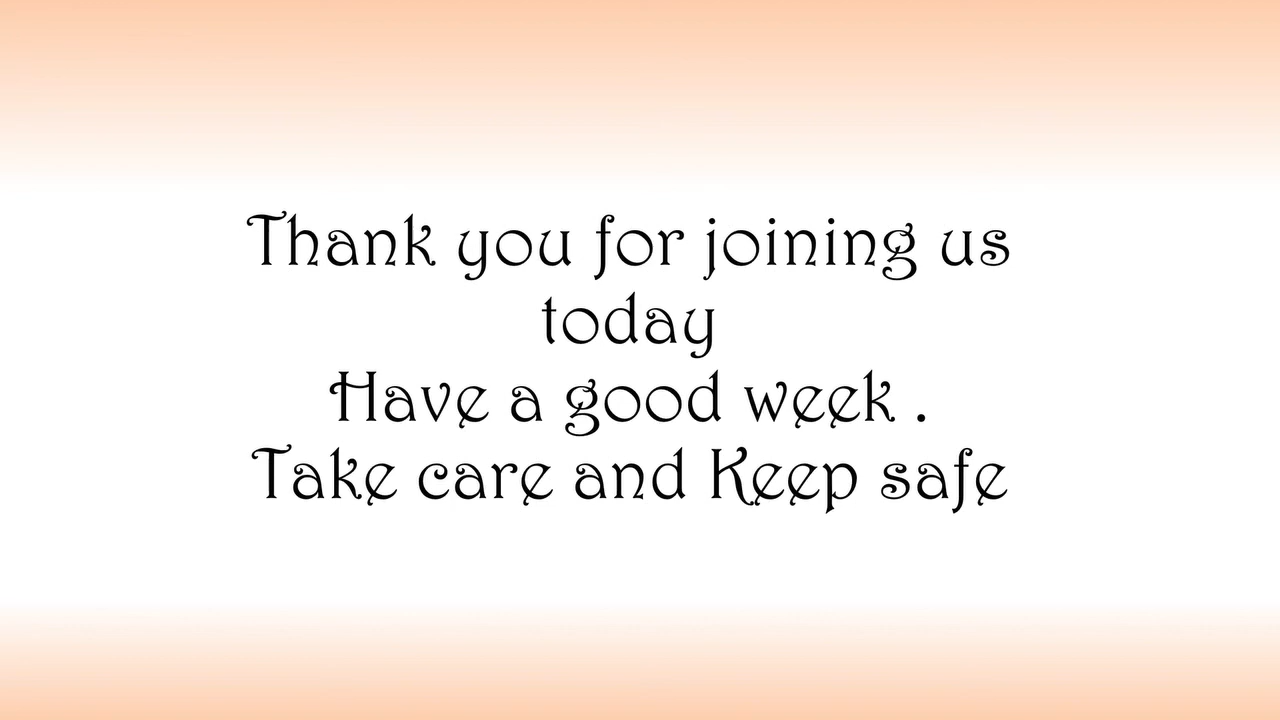 Thank you for joining us
today
Have a good week .
Take care and Keep safe